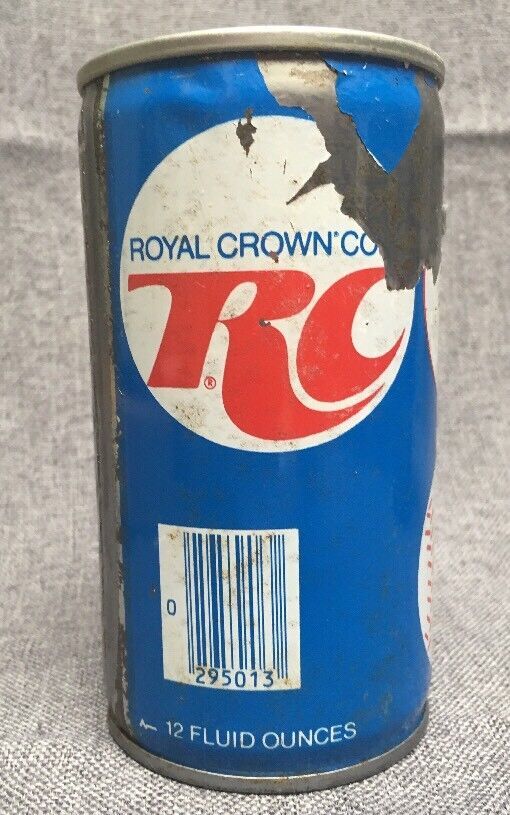 ROYAL CROWN® CO
RC
®
0
295013
12 FLUID OUNCES